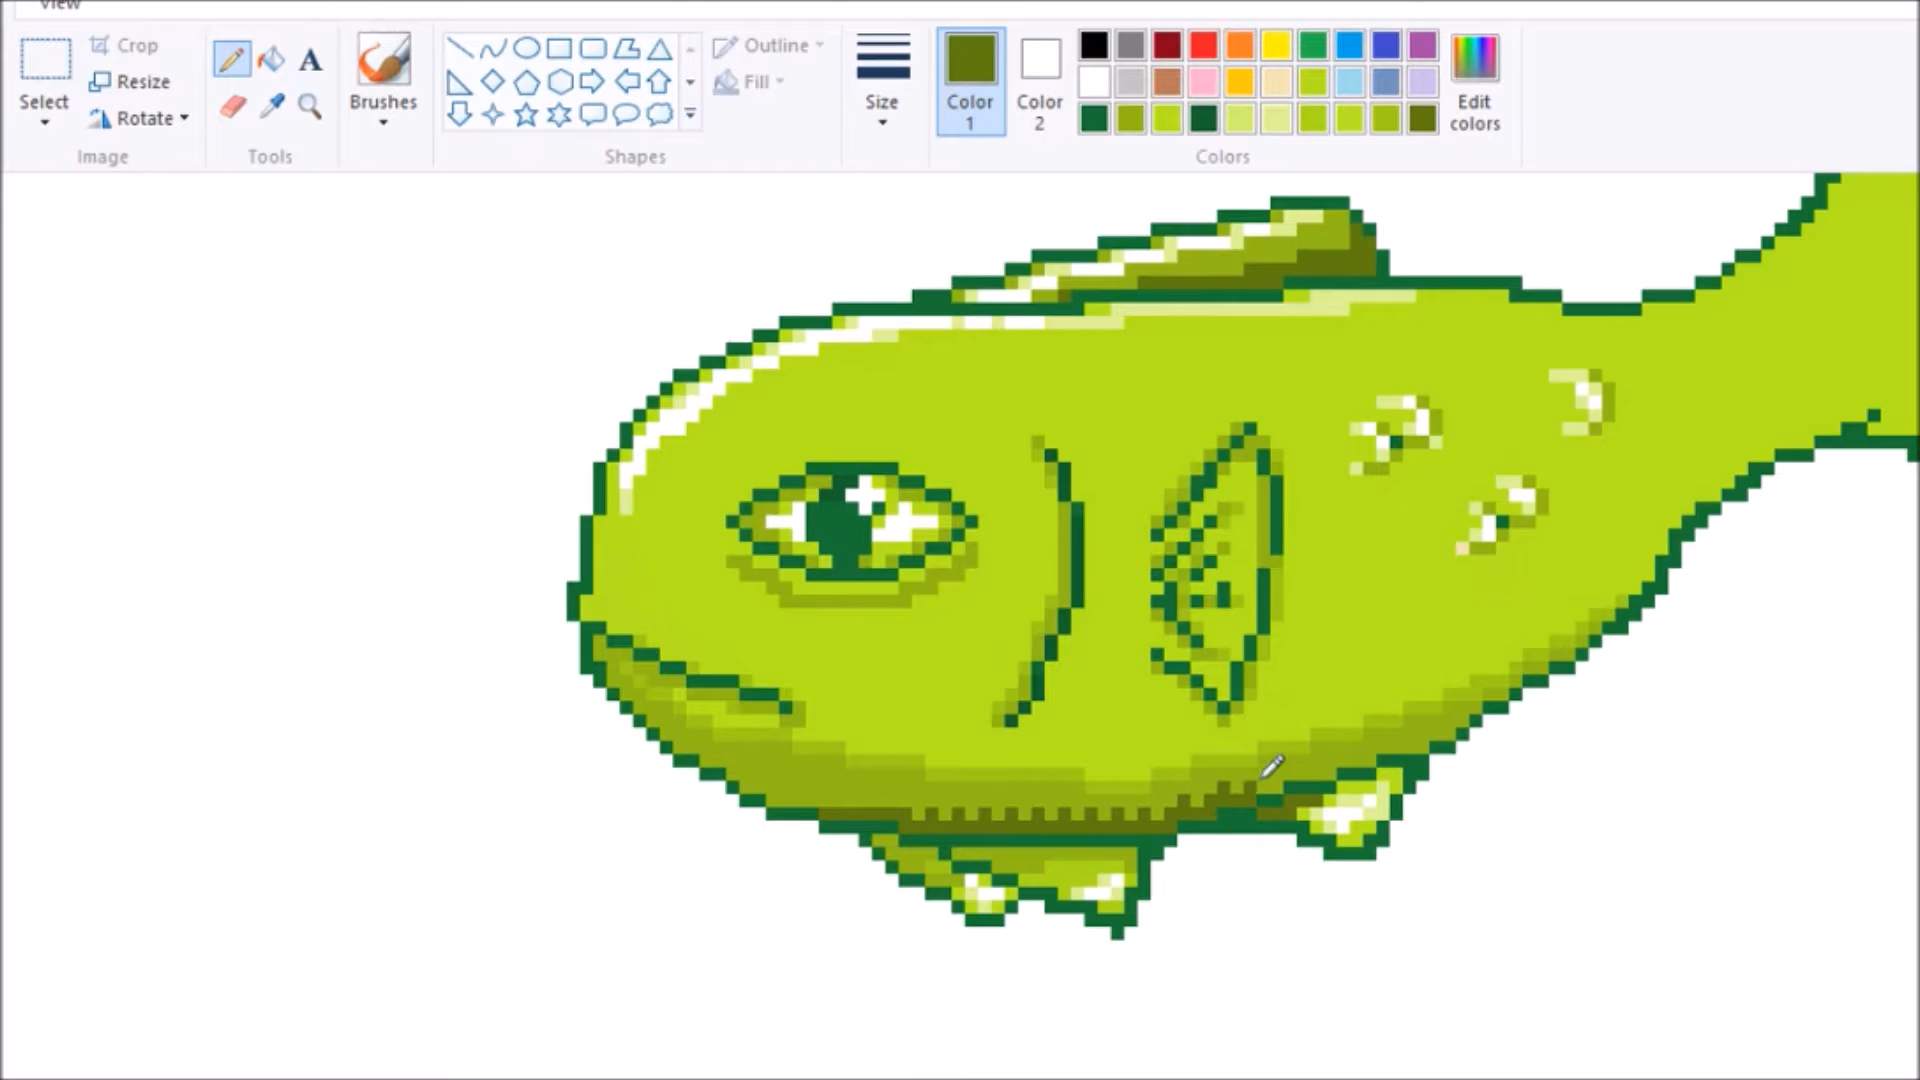 View
Crop
Resize
Rotate
Select
A
Brushes
Outline
Fill
Size
Color 1
Color 2
Edit colors
Image
Tools
Shapes
Colors